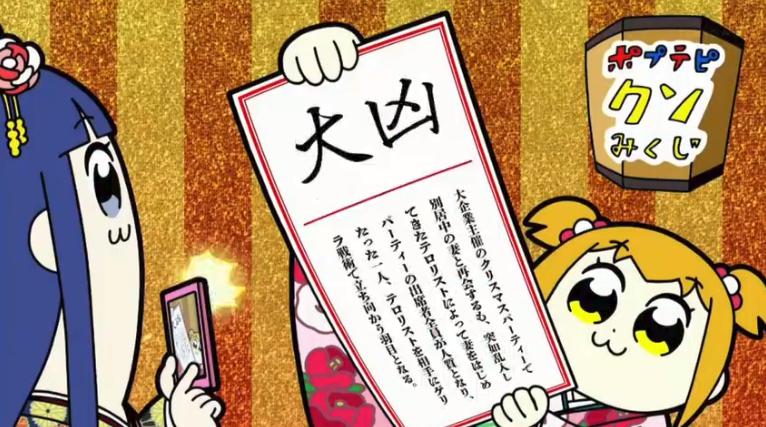 大凶
大企業主催のクリスマスパーティーで
別居中の妻と再会するも、突如乱入し
てきたテロリストによって妻をはじめ
パーティーの出席者全員が人質となり、
たった一人、テロリストを相手にゲリ
ラ戦術で立ち向かう羽目となる。
ポプテピ
クソ
みくじ